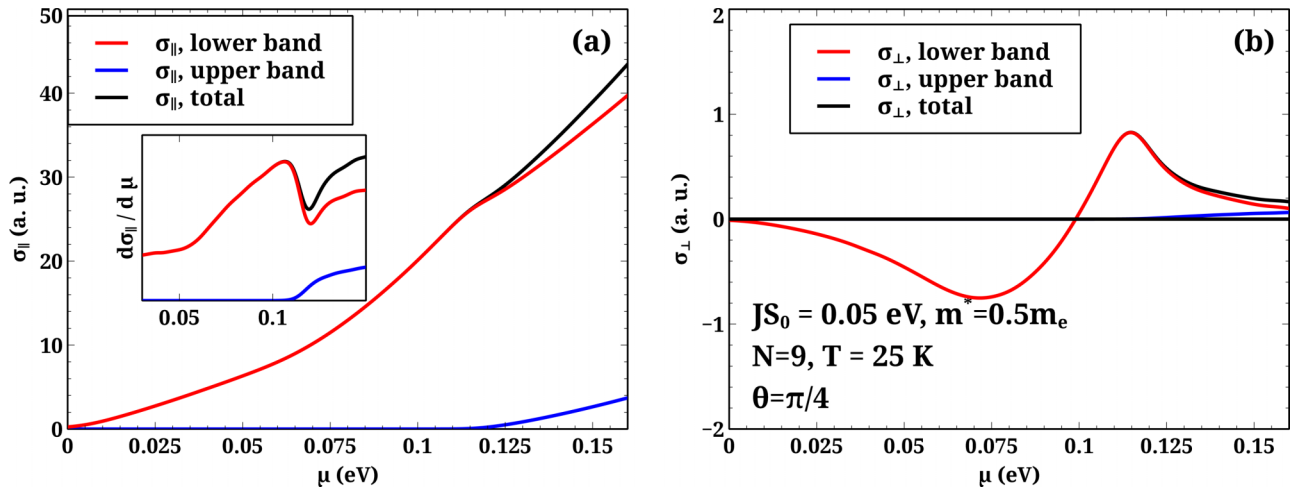 (a)
σ∥, lower band
σ∥, upper band
σ∥, total
50
40
30
20
10
0
σ∥ (a. u.)
dσ∥ / d μ
0.05
0.1
0
0.025
0.05
0.075
0.1
0.125
0.15
μ (eV)
(b)
σ⊥, lower band
σ⊥, upper band
σ⊥, total
2
1
0
−1
−2
σ⊥ (a. u.)
JS₀ = 0.05 eV, m*=0.5mₑ
N=9, T = 25 K
θ=π/4
0
0.025
0.05
0.075
0.1
0.125
0.15
μ (eV)